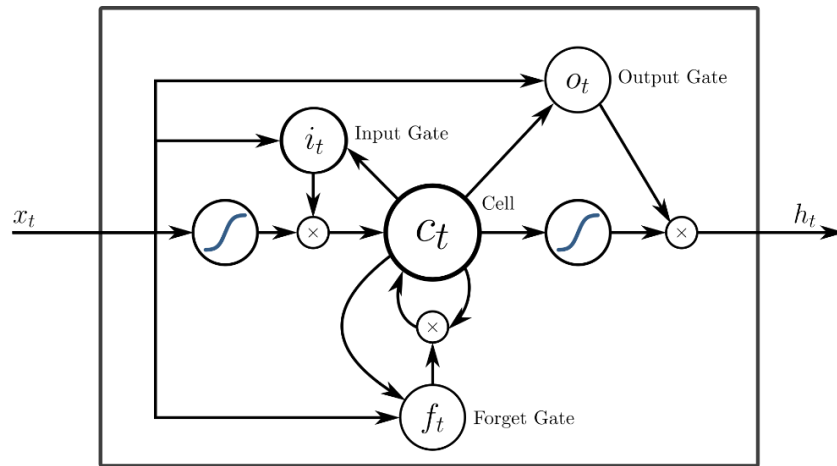 o_t Output Gate
i_t Input Gate
x_t
Cell
h_t
×
c_t
×
×
f_t Forget Gate